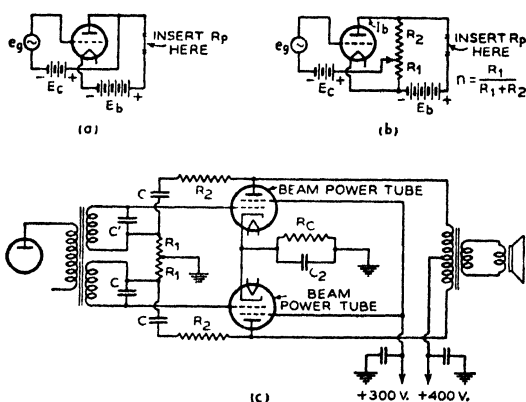 eg
INSERT Rp
HERE
- Ec + - Eb +
(a)
eg
Ib
R2
R1
INSERT Rp
HERE
n = R1 / R1+R2
- Ec + - Eb +
(b)
C
R2
BEAM POWER TUBE
C'
R1
R1
RC
C2
C
C
R2
BEAM
POWER TUBE
+300 V. +400 V.
(c)